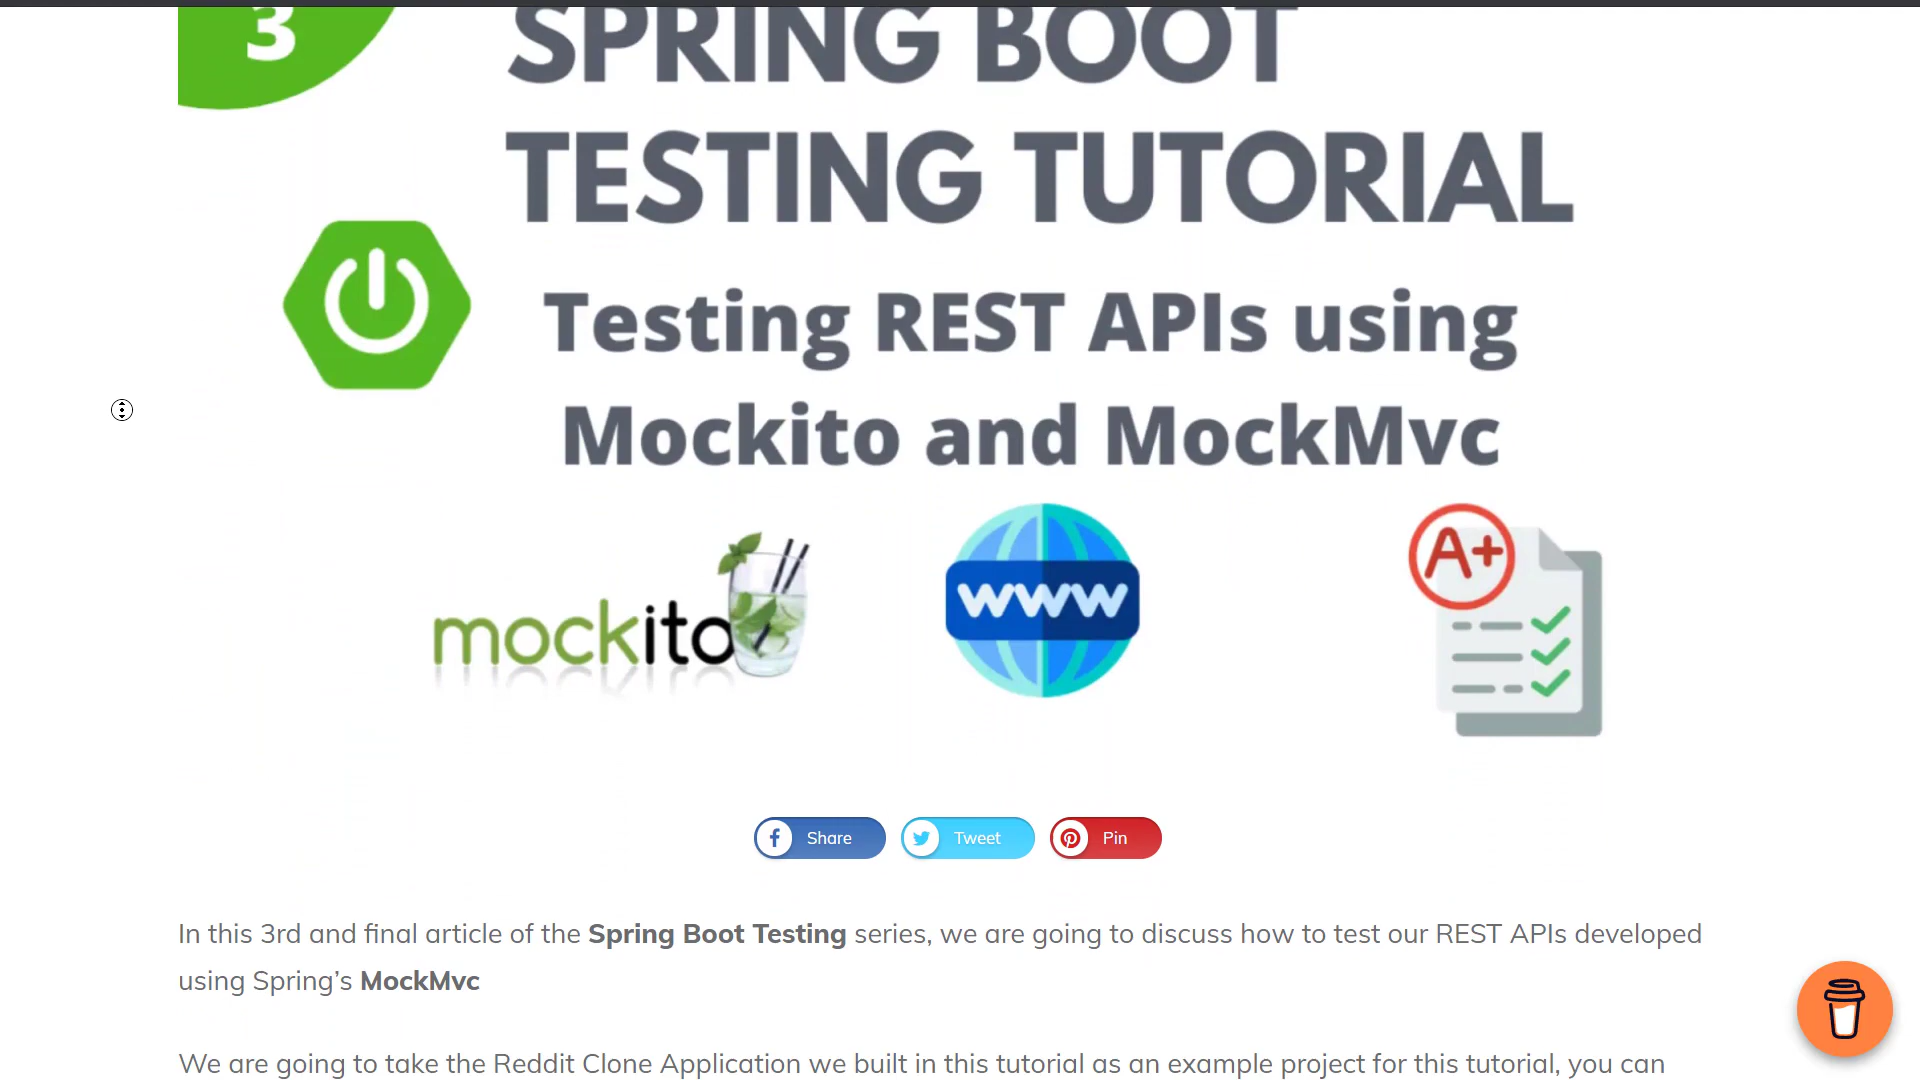 3
SPRING BOOT
TESTING TUTORIAL
Testing REST APIs using
Mockito and MockMvc
mockito
www
A+
Share
Tweet
Pin
In this 3rd and final article of the Spring Boot Testing series, we are going to discuss how to test our REST APIs developed
using Spring’s MockMvc
We are going to take the Reddit Clone Application we built in this tutorial as an example project for this tutorial, you can